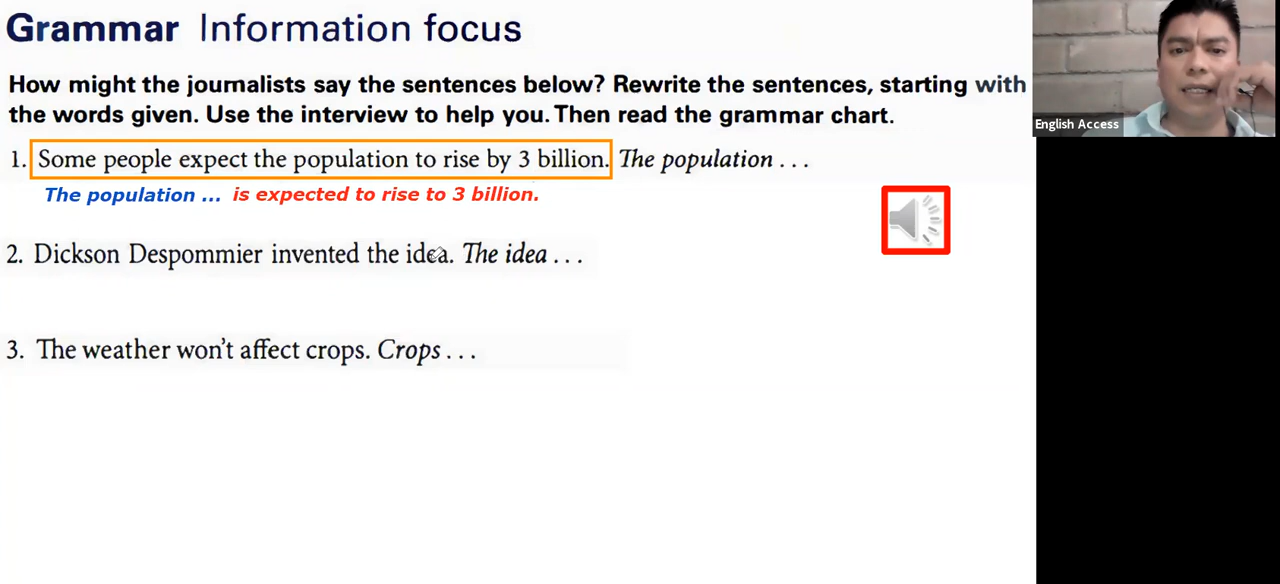 Grammar Information focus
How might the journalists say the sentences below? Rewrite the sentences, starting with
the words given. Use the interview to help you. Then read the grammar chart.
1. Some people expect the population to rise by 3 billion. The population . . .
The population ... is expected to rise to 3 billion.
2. Dickson Despommier invented the idea. The idea . . .
3. The weather won't affect crops. Crops . . .
English Access